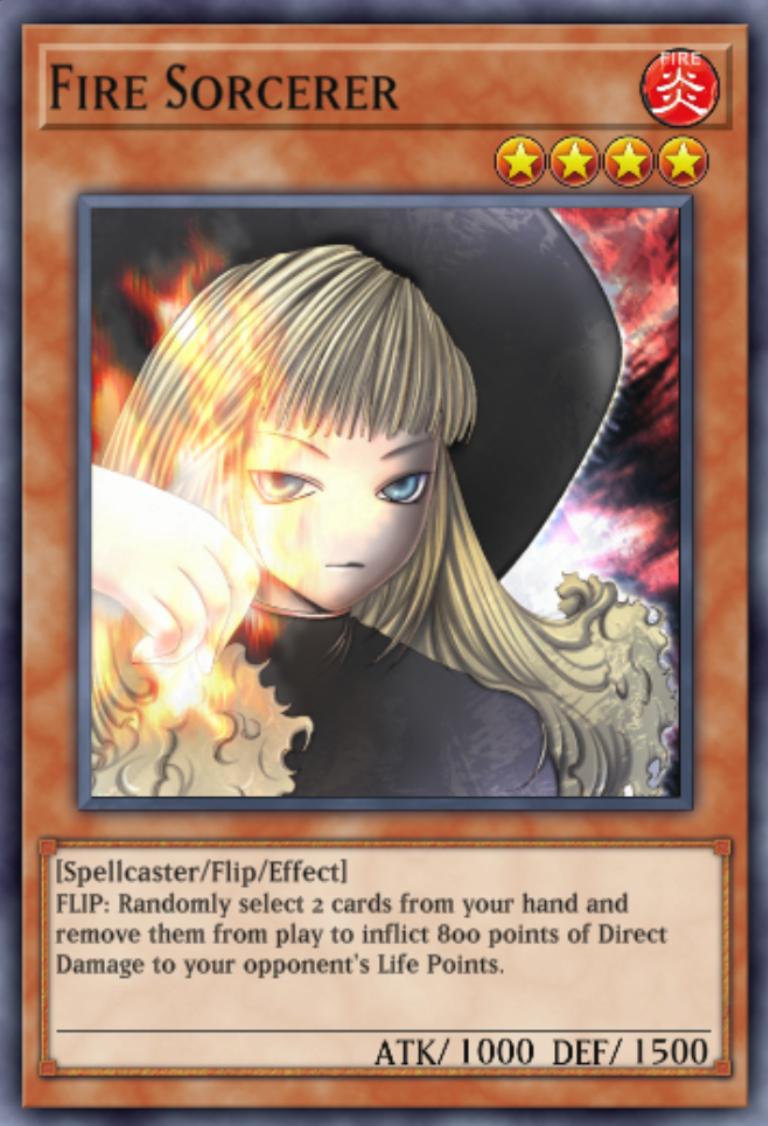 Fire Sorcerer
FIRE
炎
[Spellcaster/Flip/Effect]
FLIP: Randomly select 2 cards from your hand and
remove them from play to inflict 800 points of Direct
Damage to your opponent's Life Points.
ATK/ 1000 DEF/ 1500